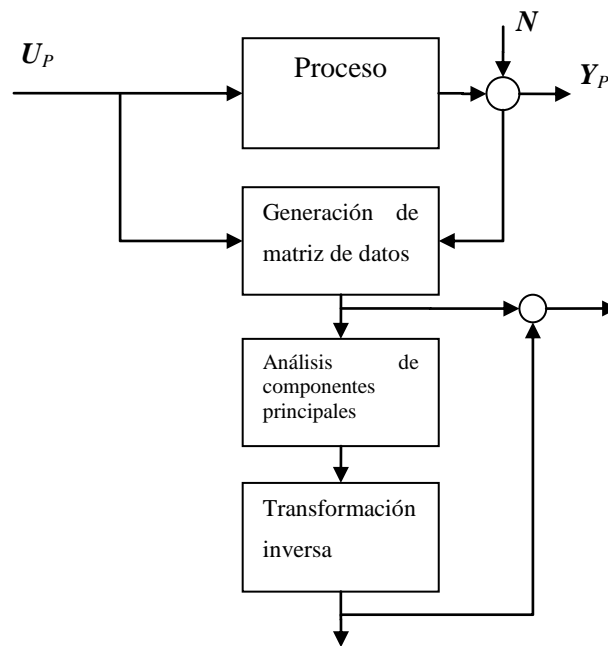 N
U_P
Proceso
Y_P
Generación de
matriz de datos
Análisis de
componentes
principales
Transformación
inversa